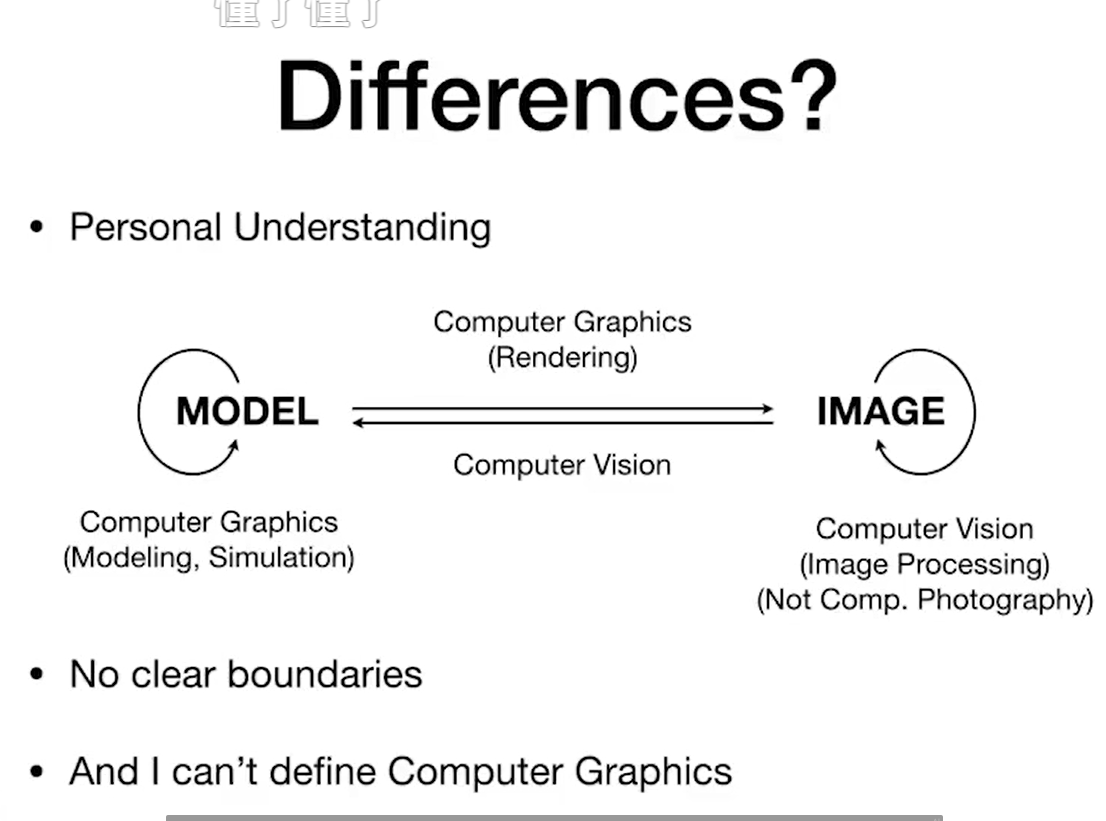 懂了懂了
Differences?
• Personal Understanding
Computer Graphics
(Rendering)
MODEL
IMAGE
Computer Vision
Computer Graphics
(Modeling, Simulation)
Computer Vision
(Image Processing)
(Not Comp. Photography)
• No clear boundaries
• And I can’t define Computer Graphics